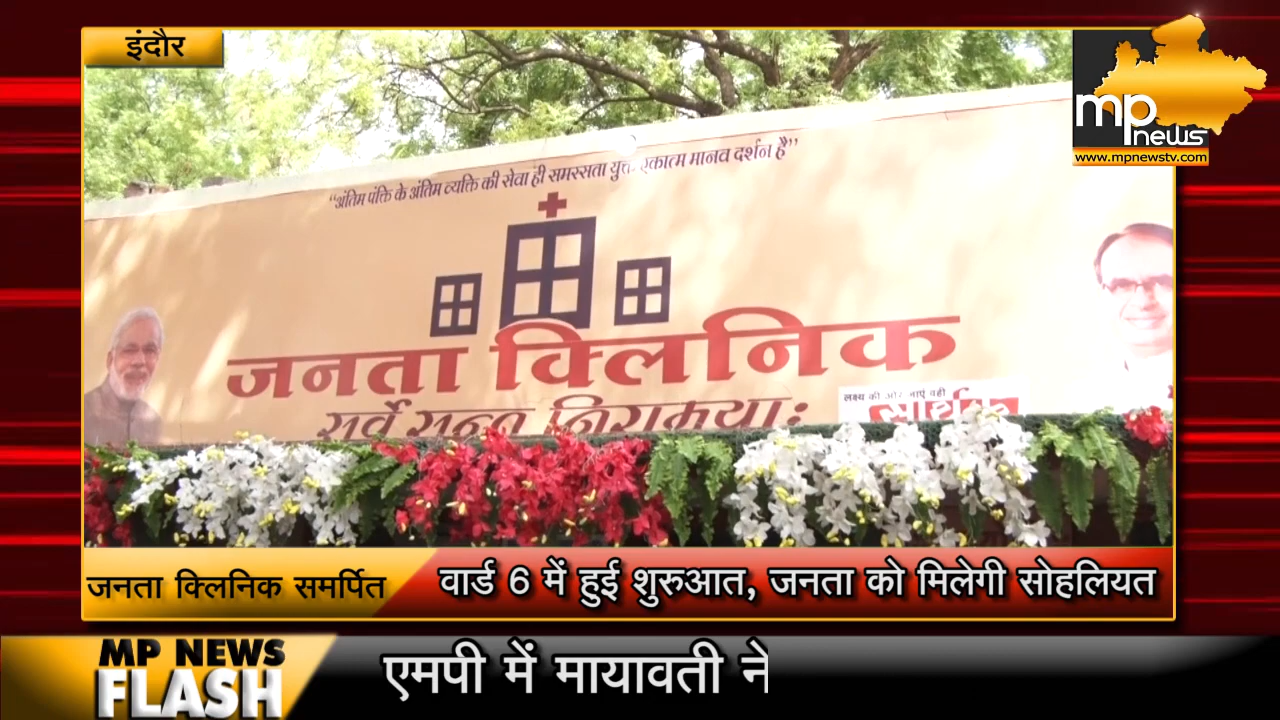 इंदौर
mp
news
www.mpnewstv.com
“अंतिम पंक्ति के अंतिम व्यक्ति की सेवा ही समरसता मानव दर्शन है”
जनता क्लिनिक
लक्ष्य की
जनता क्लिनिक समर्पित
वार्ड 6 में हुई शुरुआत, जनता को मिलेगी सोहलियत
MP NEWS
FLASH
एमपी में मायावती ने